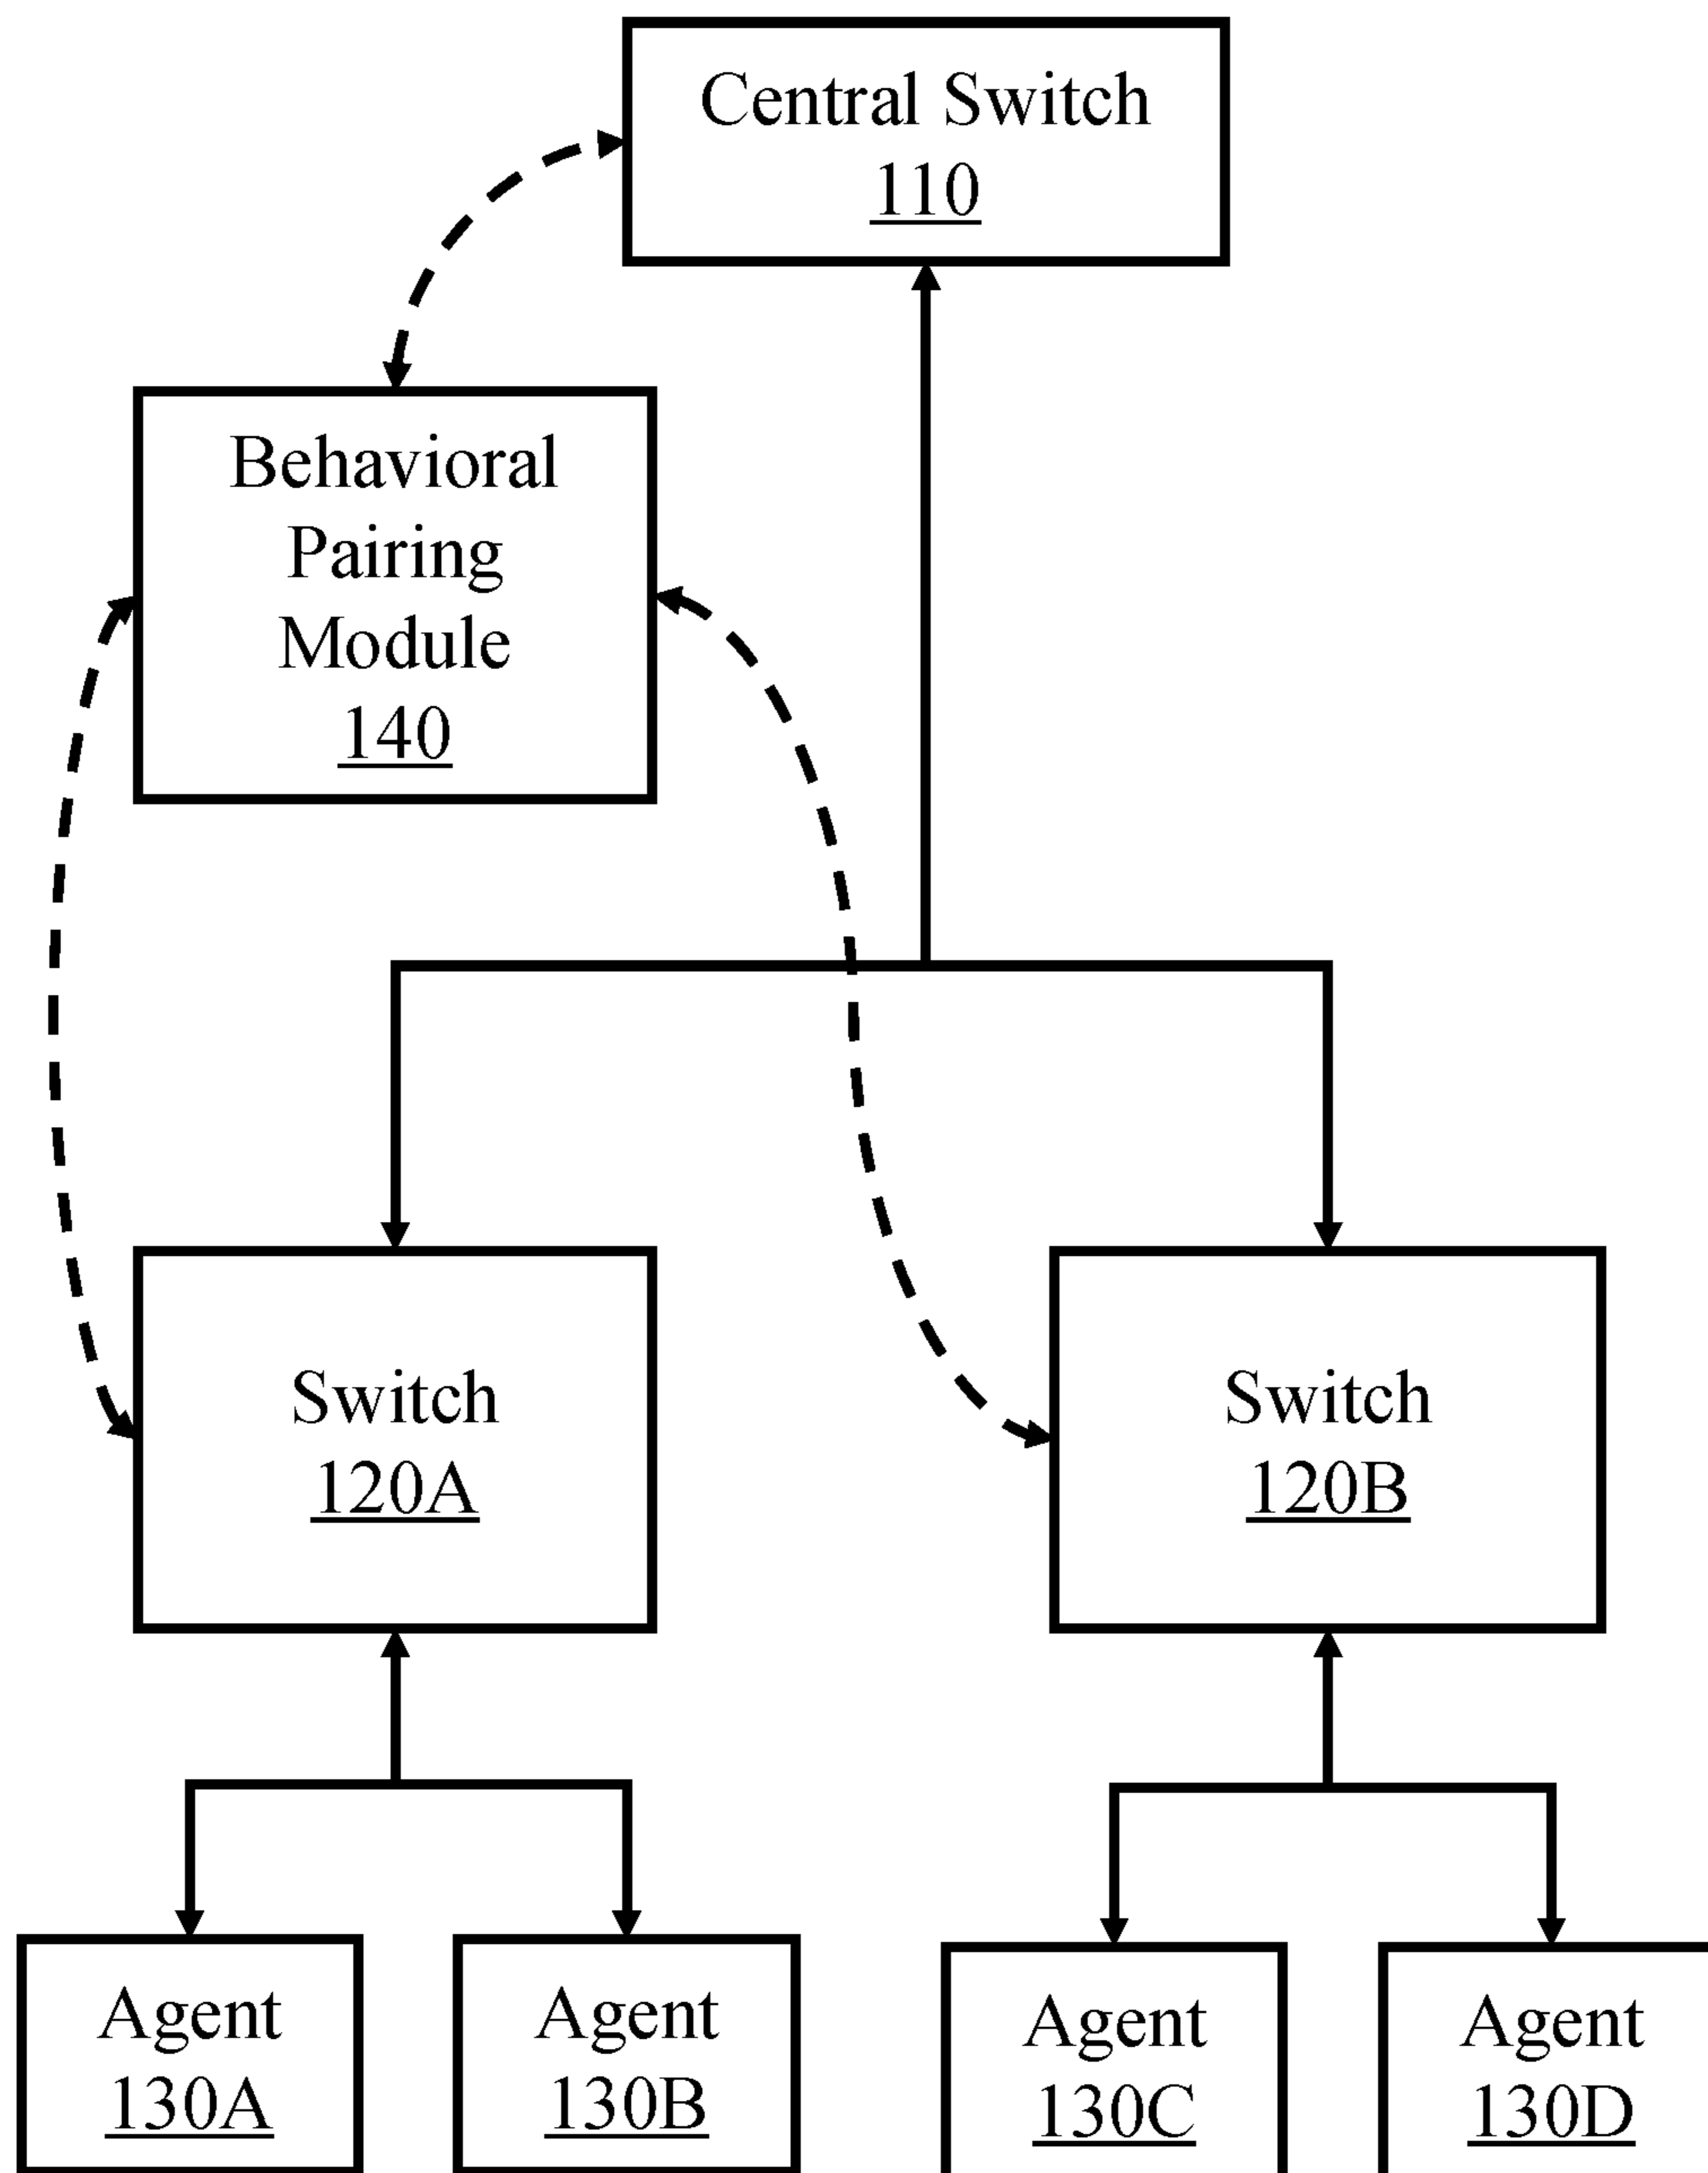 Central Switch
110
Behavioral
Pairing
Module
140
Switch
120A
Switch
120B
Agent
130A
Agent
130B
Agent
130C
Agent
130D